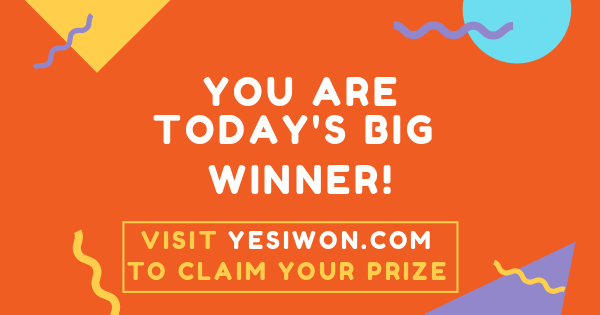 YOU ARE
TODAY'S BIG
WINNER!
VISIT YESIWON.COM
TO CLAIM YOUR PRIZE